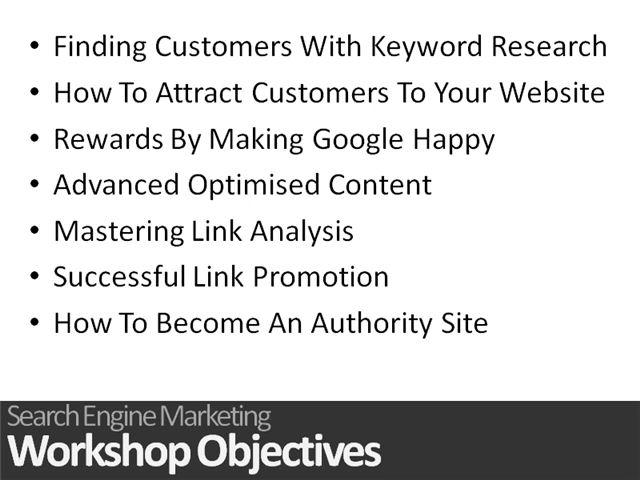 • Finding Customers With Keyword Research
• How To Attract Customers To Your Website
• Rewards By Making Google Happy
• Advanced Optimised Content
• Mastering Link Analysis
• Successful Link Promotion
• How To Become An Authority Site
Search Engine Marketing
Workshop Objectives